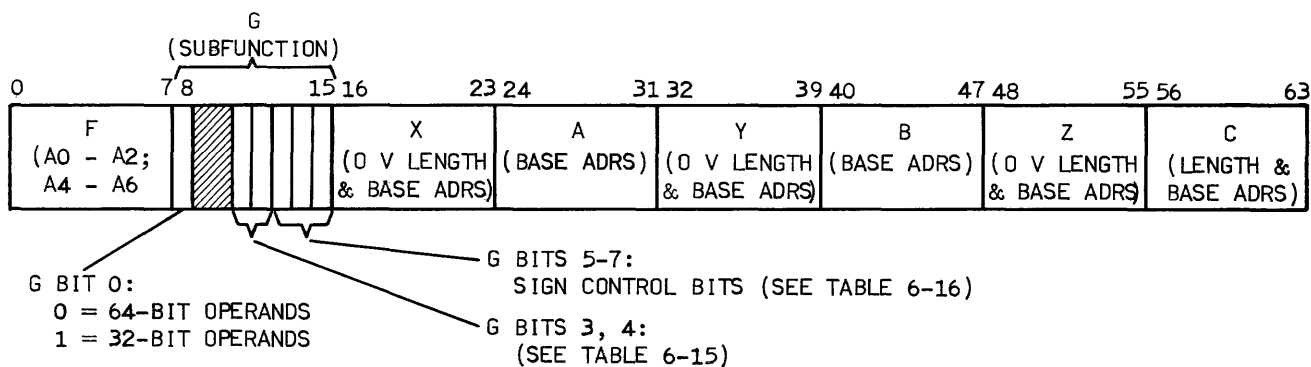 G
(SUBFUNCTION)
0 7 8 15 16 23 24 31 32 39 40 47 48 55 56 63
F X A Y B Z C
(A0 - A2; (O V LENGTH (BASE ADRS) (O V LENGTH (BASE ADRS) (O V LENGTH (LENGTH &
A4 - A6 & BASE ADRS) & BASE ADRS) & BASE ADRS) BASE ADRS)
G BITS 5-7:
SIGN CONTROL BITS (SEE TABLE 6-16)
G BIT 0:
0 = 64-BIT OPERANDS
1 = 32-BIT OPERANDS
G BITS 3, 4:
(SEE TABLE 6-15)